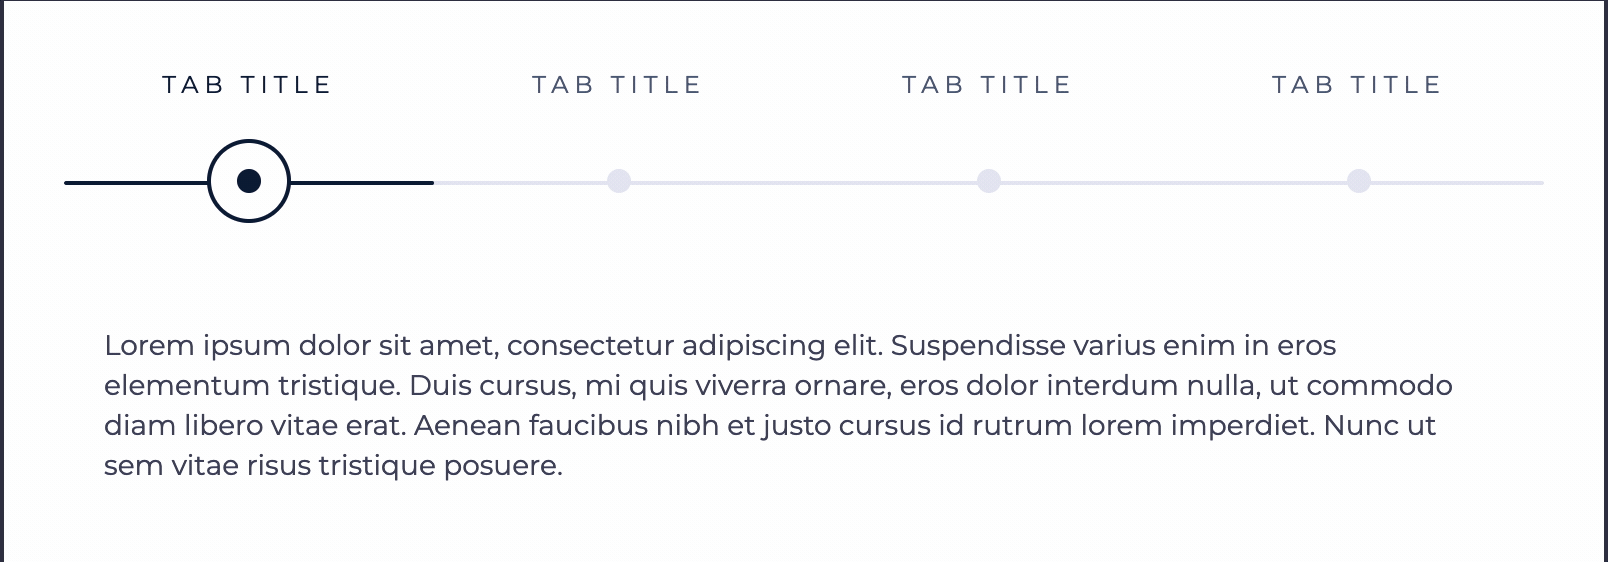 TAB TITLE TAB TITLE TAB TITLE TAB TITLE
Lorem ipsum dolor sit amet, consectetur adipiscing elit. Suspendisse varius enim in eros
elementum tristique. Duis cursus, mi quis viverra ornare, eros dolor interdum nulla, ut commodo
diam libero vitae erat. Aenean faucibus nibh et justo cursus id rutrum lorem imperdiet. Nunc ut
sem vitae risus tristique posuere.